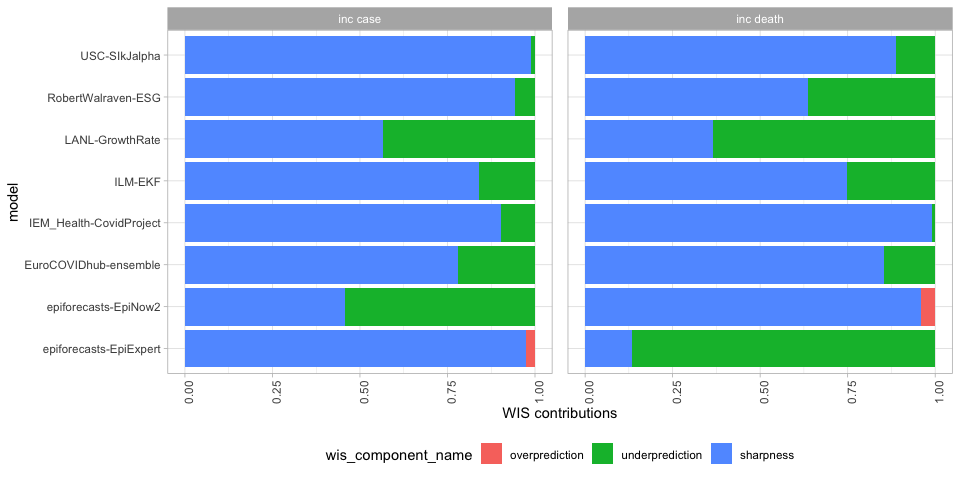 inc case
inc death
model
USC-SIkJalpha
RobertWalraven-ESG
LANL-GrowthRate
ILM-EKF
IEM_Health-CovidProject
EuroCOVIDhub-ensemble
epiforecasts-EpiNow2
epiforecasts-EpiExpert
0.00 0.25 0.50 0.75 1.00 0.00 0.25 0.50 0.75 1.00
WIS contributions
wis_component_name overprediction underprediction sharpness